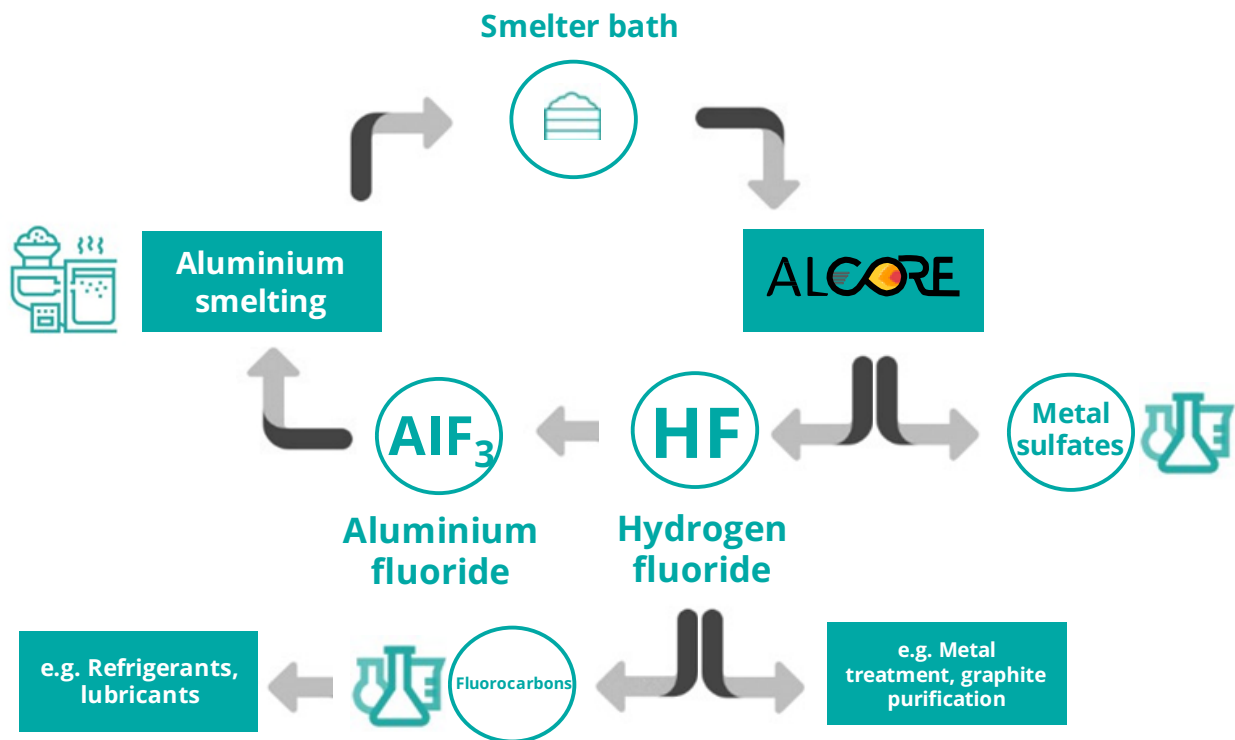 Smelter bath
Aluminium
smelting
ALCORE
AlF₃
HF
Metal
sulfates
Aluminium
fluoride
Hydrogen
fluoride
e.g. Refrigerants,
lubricants
Fluorocarbons
e.g. Metal
treatment, graphite
purification